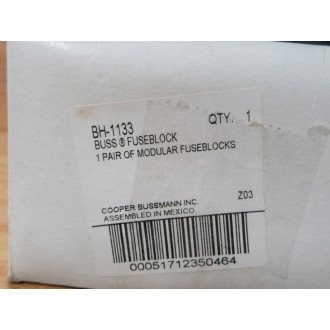 BH-1133 QTY. 1
BUSS ® FUSEBLOCK
1 PAIR OF MODULAR FUSEBLOCKS
COOPER BUSSMANN INC. Z03
ASSEMBLED IN MEXICO.
00051712350464